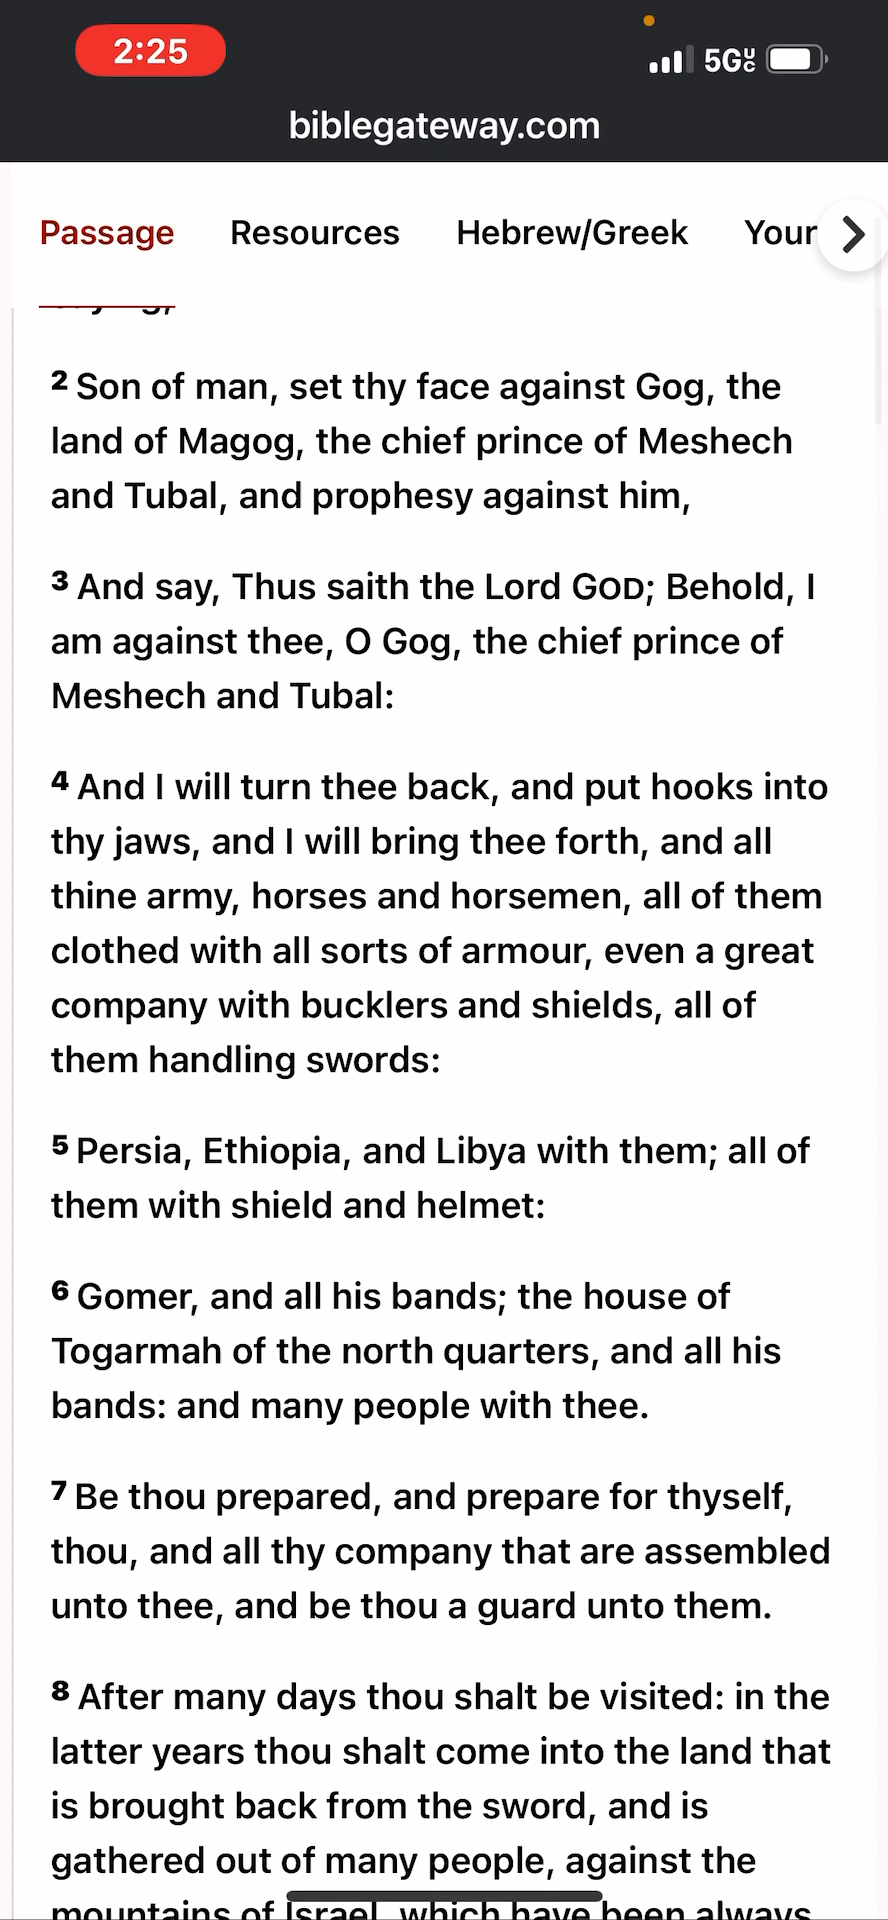 2:25
5G UC
biblegateway.com
Passage Resources Hebrew/Greek Your
2 Son of man, set thy face against Gog, the
land of Magog, the chief prince of Meshech
and Tubal, and prophesy against him,
3 And say, Thus saith the Lord GOD; Behold, I
am against thee, O Gog, the chief prince of
Meshech and Tubal:
4 And I will turn thee back, and put hooks into
thy jaws, and I will bring thee forth, and all
thine army, horses and horsemen, all of them
clothed with all sorts of armour, even a great
company with bucklers and shields, all of
them handling swords:
5 Persia, Ethiopia, and Libya with them; all of
them with shield and helmet:
6 Gomer, and all his bands; the house of
Togarmah of the north quarters, and all his
bands: and many people with thee.
7 Be thou prepared, and prepare for thyself,
thou, and all thy company that are assembled
unto thee, and be thou a guard unto them.
8 After many days thou shalt be visited: in the
latter years thou shalt come into the land that
is brought back from the sword, and is
gathered out of many people, against the
mountains of Israel, which have been always